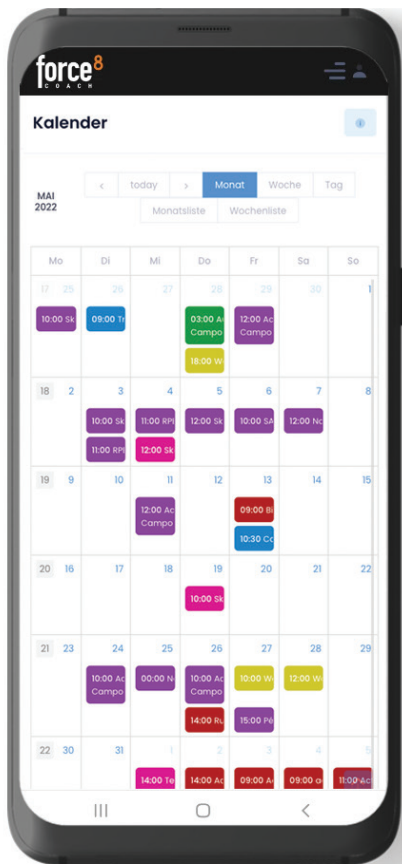 force8
COACH
Kalender
MAI
2022
< today > Monat Woche Tag
Monatsliste Wochenliste
Mo Di Mi Do Fr Sa So
17 25 26 27 28 29 30 1
10:00 Sk 09:00 Tr 03:00 A 12:00 Ac
Campo Campo
18:00 W
18 2 3 4 5 6 7 8
10:00 Sk 11:00 RPI 12:00 Sk 10:00 SA 12:00 No
11:00 RPI 12:00 Sk
19 9 10 11 12 13 14 15
12:00 Ac 09:00 Bi
Campo 10:30 Co
20 16 17 18 19 20 21 22
10:00 Sk
21 23 24 25 26 27 28 29
10:00 Ac 00:00 N 10:00 Ac 10:00 W 12:00 W
Campo Campo
14:00 Ru 15:00 Pé
22 30 31 1 2 3 4 5
14:00 Te 14:00 Ac 09:00 A 09:00 a 11:00 Ac